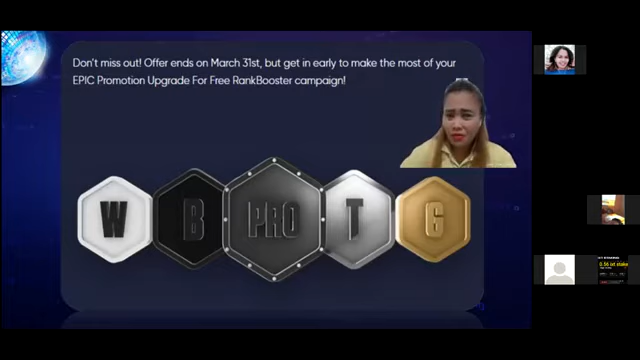 Don't miss out! Offer ends on March 31st, but get in early to make the most of your
EPIC Promotion Upgrade For Free RankBooster campaign!
W B PRO T G